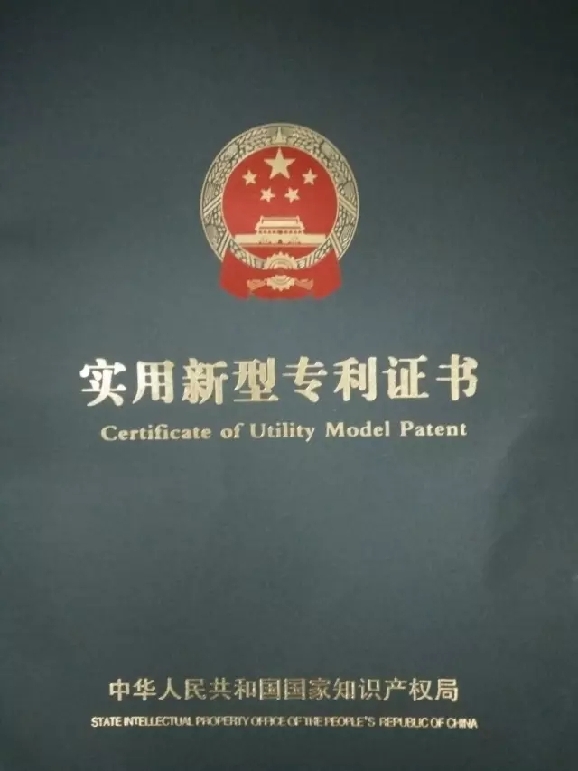 实用新型专利证书
Certificate of Utility Model Patent
中华人民共和国国家知识产权局
STATE INTELLECTUAL PROPERTY OFFICE OF THE PEOPLE'S REPUBLIC OF CHINA